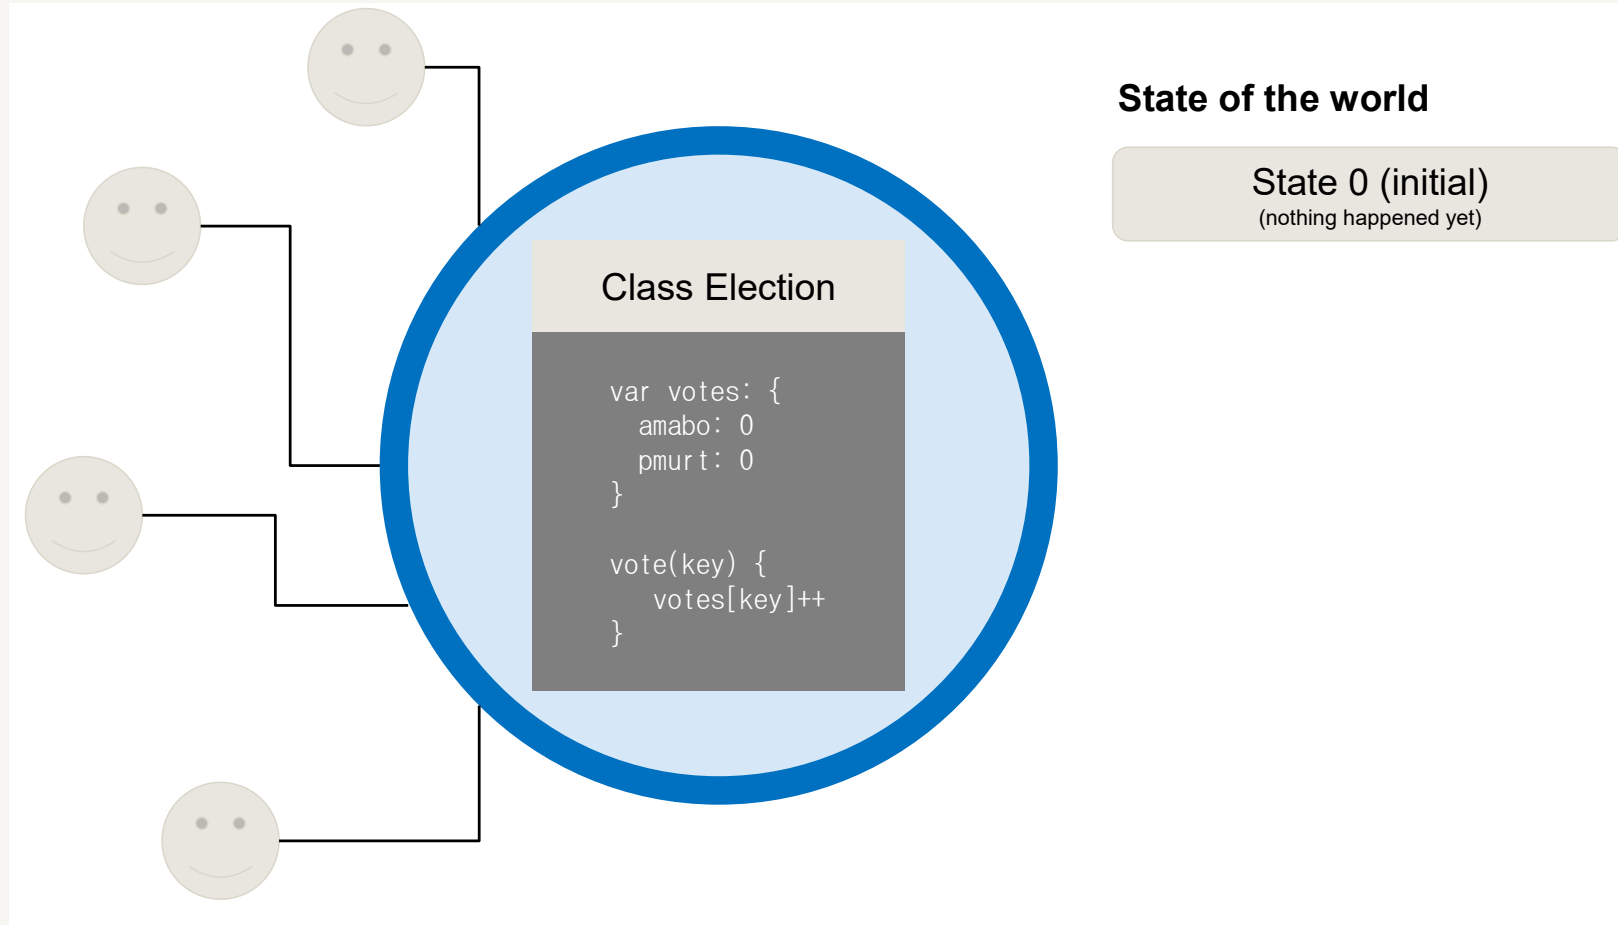 State of the world
State 0 (initial)
(nothing happened yet)
Class Election
var votes: {
amabo: 0
pmurt: 0
}
vote(key) {
votes[key]++
}